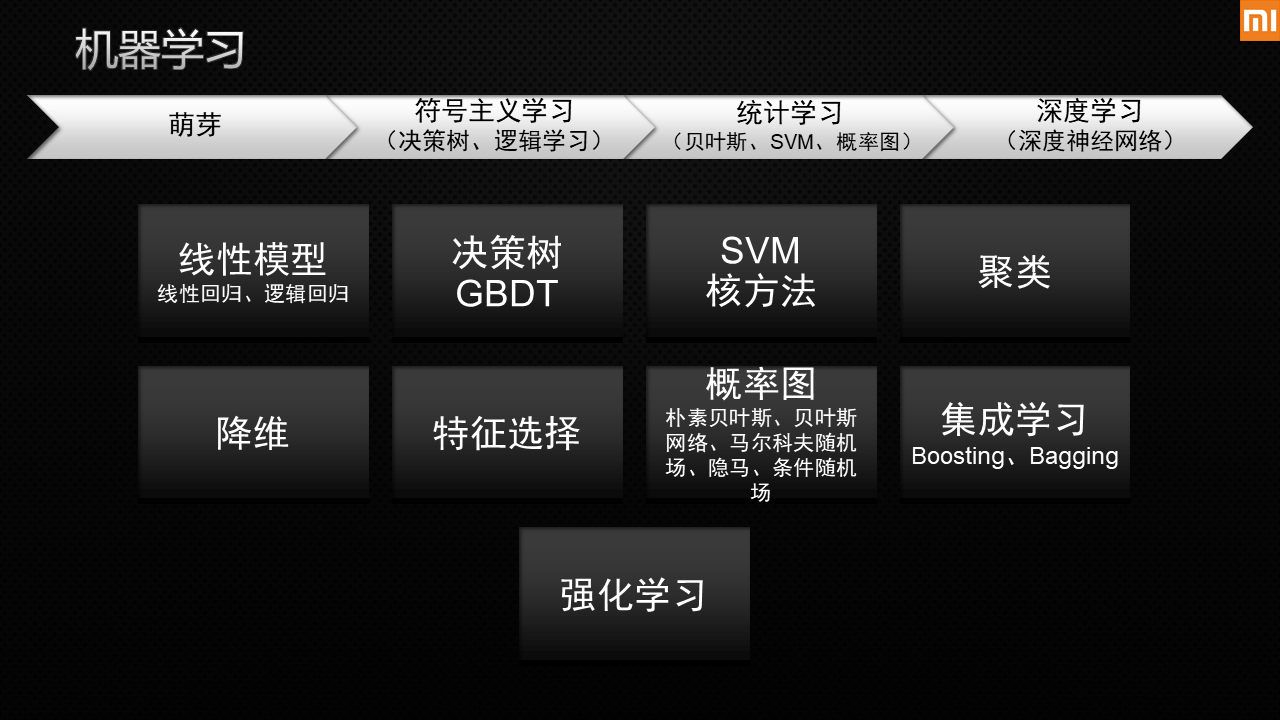 机器学习
萌芽
符号主义学习
（决策树、逻辑学习）
统计学习
（贝叶斯、SVM、概率图）
深度学习
（深度神经网络）
线性模型
线性回归、逻辑回归
决策树
GBDT
SVM
核方法
聚类
降维
特征选择
概率图
朴素贝叶斯、贝叶斯
网络、马尔科夫随机
场、隐马、条件随机
场
集成学习
Boosting、Bagging
强化学习
MI